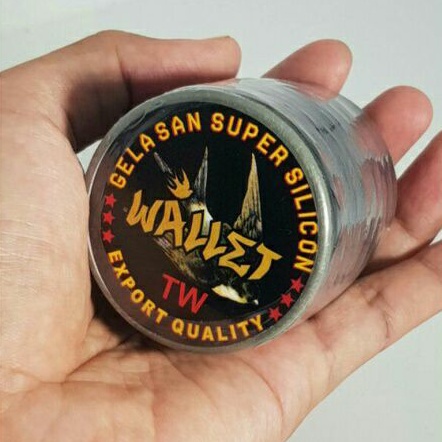 GELASAN SUPER SILICON
WALLET
TW
EXPORT QUALITY